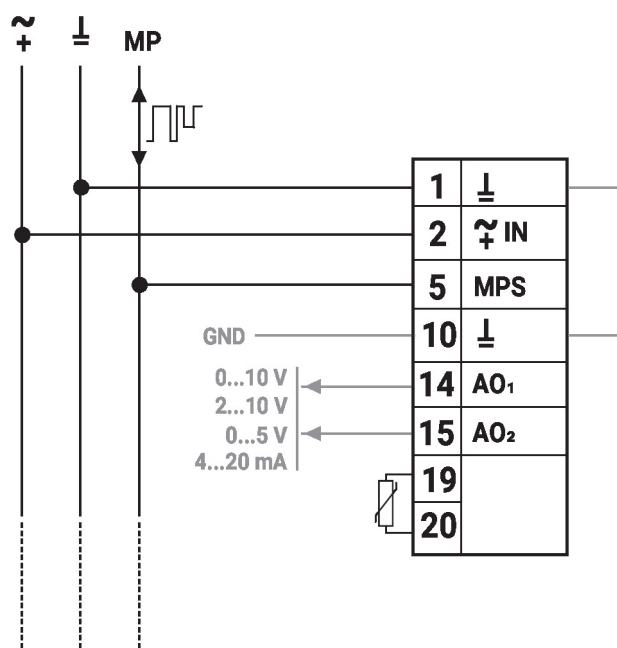 ~
+ ⊥
= MP
1 ⊥
=
2 ~
+ IN
5 MPS
GND 10 ⊥
=
0...10 V 14 AO₁
2...10 V
0...5 V 15 AO₂
4...20 mA
19
20